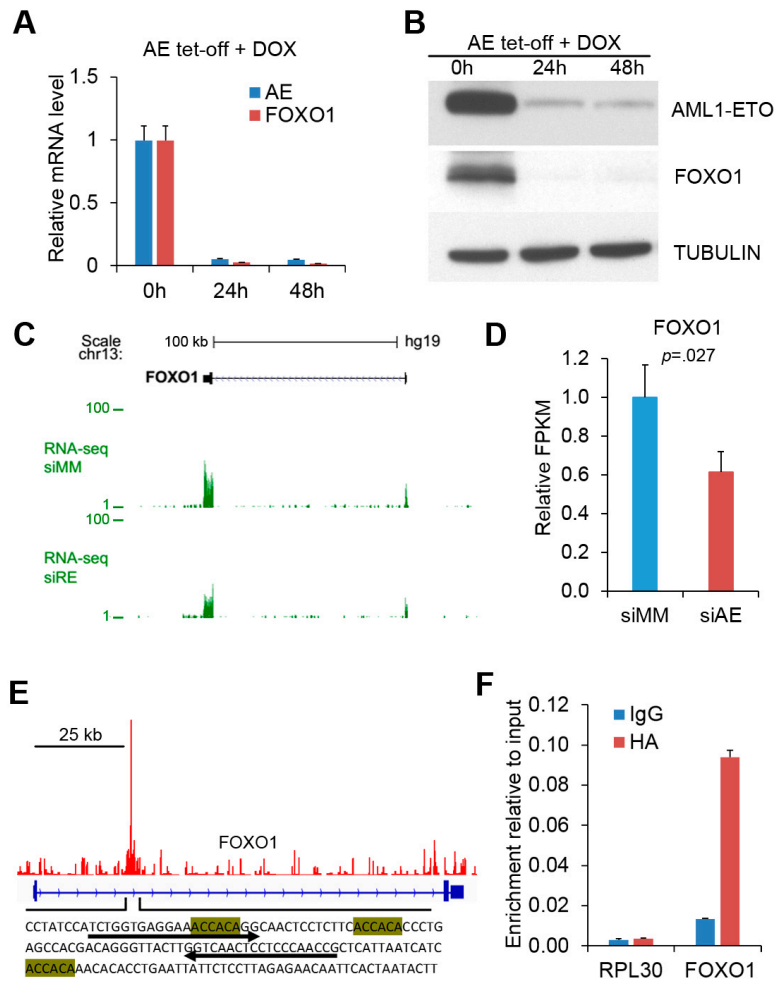 A
AE tet-off + DOX
1.5
1
0.5
0
Relative mRNA level
AE
FOXO1
0h
24h
48h
B
AE tet-off + DOX
0h
24h
48h
AML1-ETO
FOXO1
TUBULIN
C
Scale
chr13:
100 kb
hg19
FOXO1
100
RNA-seq
siMM
1
100
RNA-seq
siRE
1
D
FOXO1
p=.027
Relative FPKM
1.2
1.0
0.8
0.6
0.4
0.2
0.0
siMM
siAE
E
25 kb
FOXO1
CCTATCCATCTGGTGAGGAAACCACAGGCAACTCCTCTTCACCACACCCTG
AGCCACGACAGGGTTACTTGGTCAACTCCTCCCAACCGCTCATTAATCATC
ACCACAAACACACCTGAATTATTCTCCTTAGAGAACAATTCACTAATACTT
F
Enrichment relative to input
0.12
0.10
0.08
0.06
0.04
0.02
0.00
IgG
HA
RPL30
FOXO1